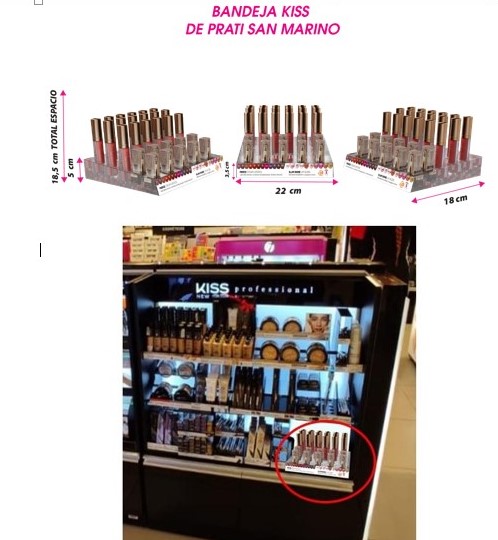 BANDEJA KISS
DE PRATI SAN MARINO
18,5 cm TOTAL ESPACIO
5 cm
3,5 cm
22 cm
18 cm
KISS professional
NEW